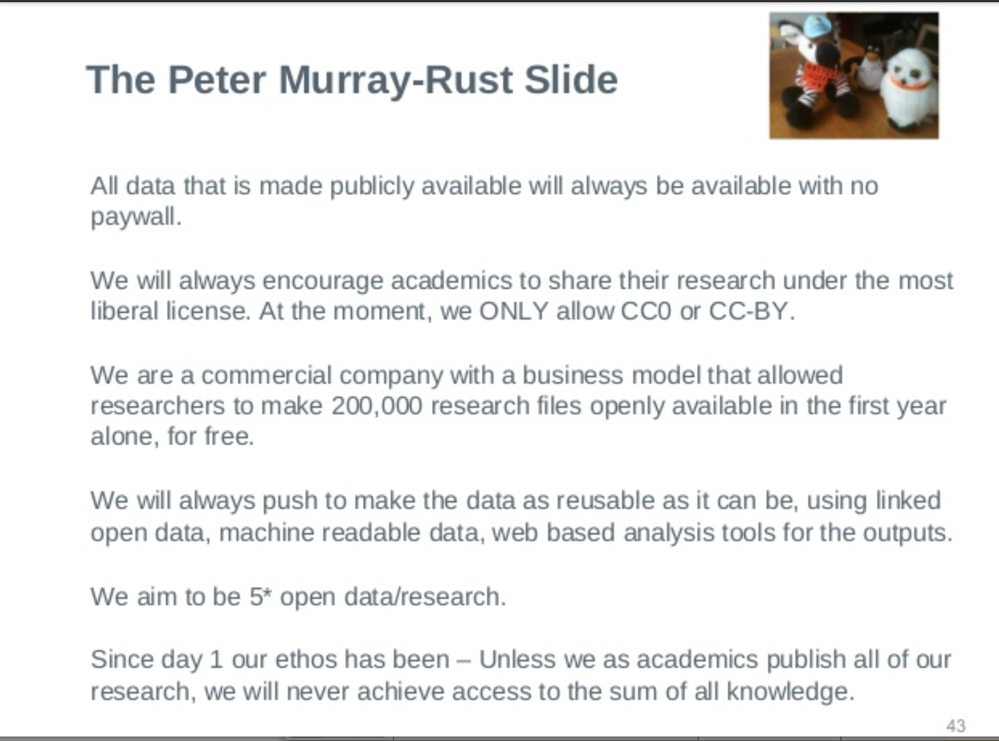 The Peter Murray-Rust Slide
All data that is made publicly available will always be available with no
paywall.
We will always encourage academics to share their research under the most
liberal license. At the moment, we ONLY allow CC0 or CC-BY.
We are a commercial company with a business model that allowed
researchers to make 200,000 research files openly available in the first year
alone, for free.
We will always push to make the data as reusable as it can be, using linked
open data, machine readable data, web based analysis tools for the outputs.
We aim to be 5* open data/research.
Since day 1 our ethos has been – Unless we as academics publish all of our
research, we will never achieve access to the sum of all knowledge.
43